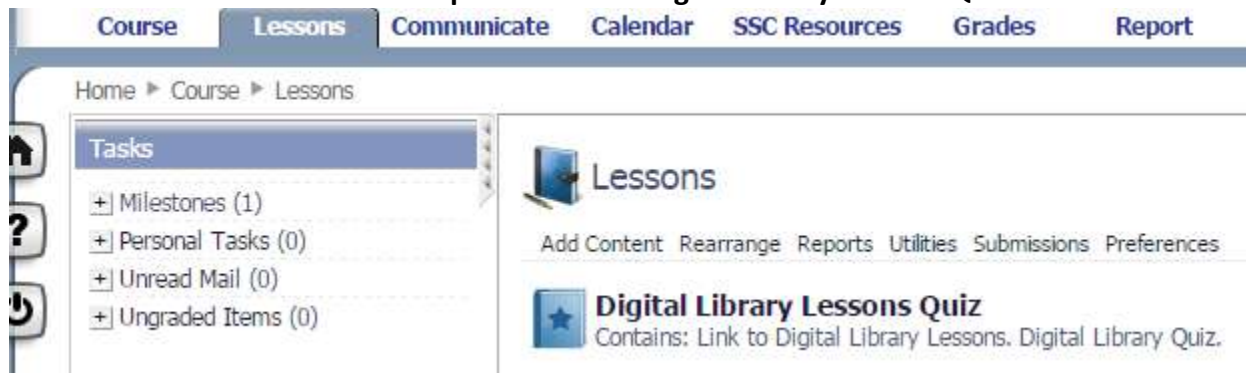 Course Lessons Communicate Calendar SSC Resources Grades Report
Home ▶ Course ▶ Lessons
Tasks
+ Milestones (1)
+ Personal Tasks (0)
+ Unread Mail (0)
+ Ungraded Items (0)
Lessons
Add Content Rearrange Reports Utilities Submissions Preferences
Digital Library Lessons Quiz
Contains: Link to Digital Library Lessons. Digital Library Quiz.
?